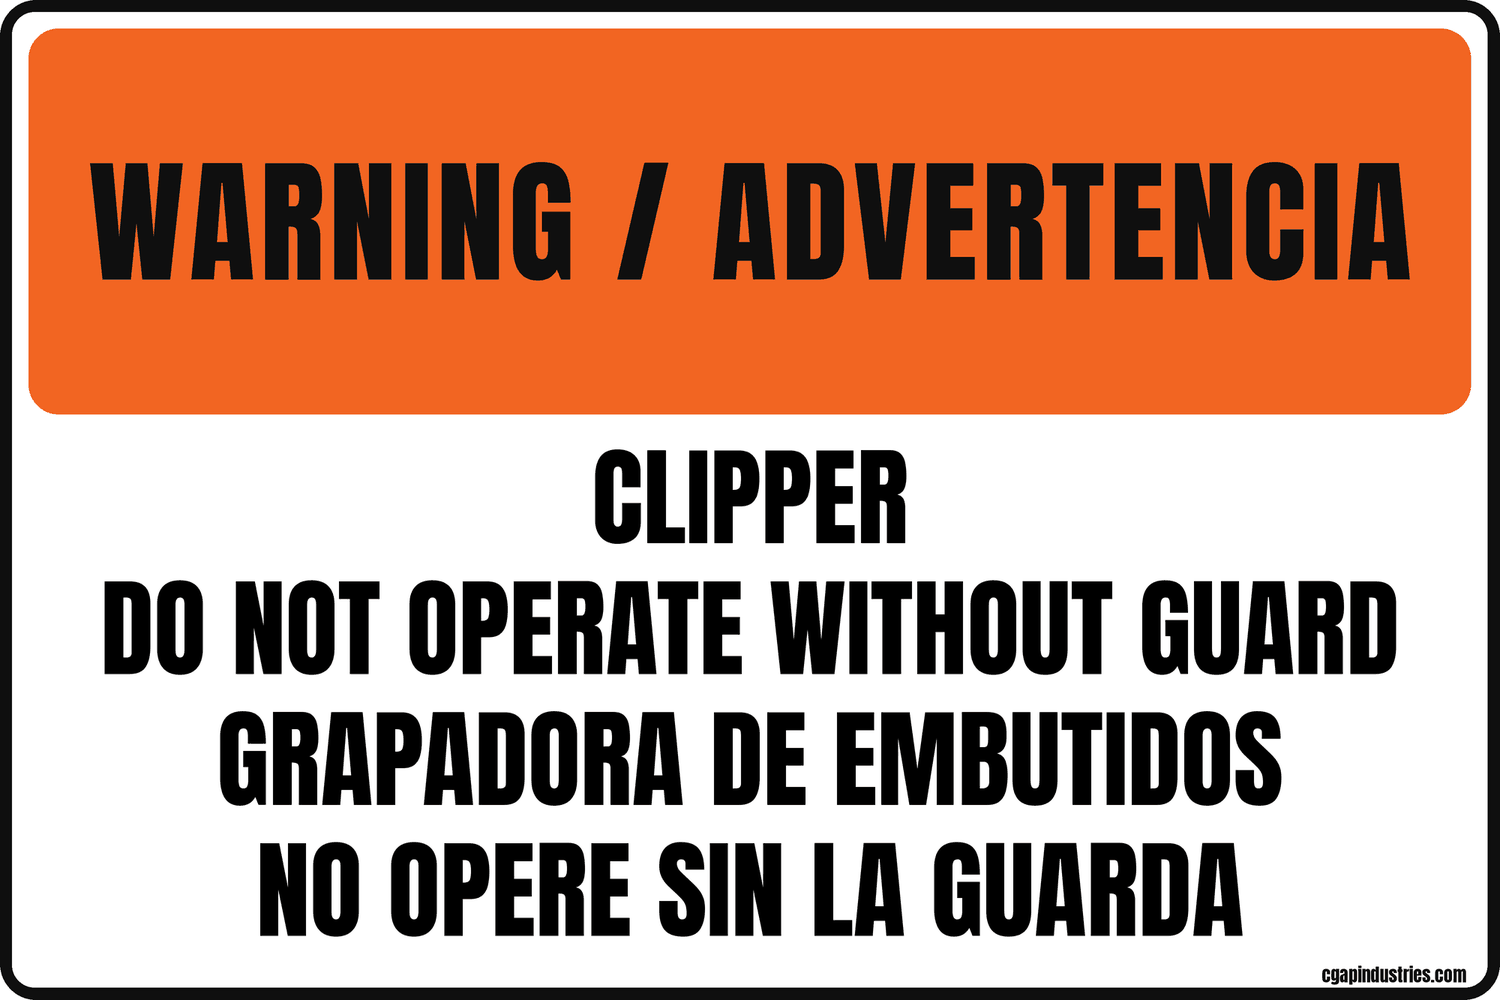 WARNING / ADVERTENCIA
CLIPPER
DO NOT OPERATE WITHOUT GUARD
GRAPADORA DE EMBUTIDOS
NO OPERE SIN LA GUARDA
cgapindustries.com